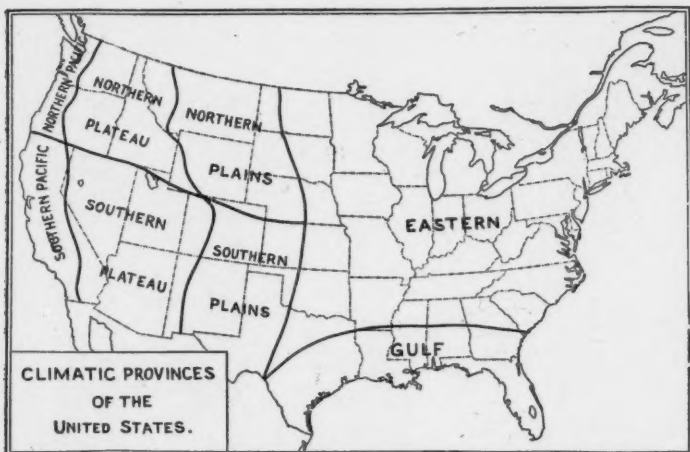 NORTHERN PACIFIC
NORTHERN
PLATEAU
NORTHERN
PLAINS
SOUTHERN PACIFIC
SOUTHERN
PLATEAU
SOUTHERN
PLAINS
EASTERN
GULF
CLIMATIC PROVINCES
OF THE
UNITED STATES.